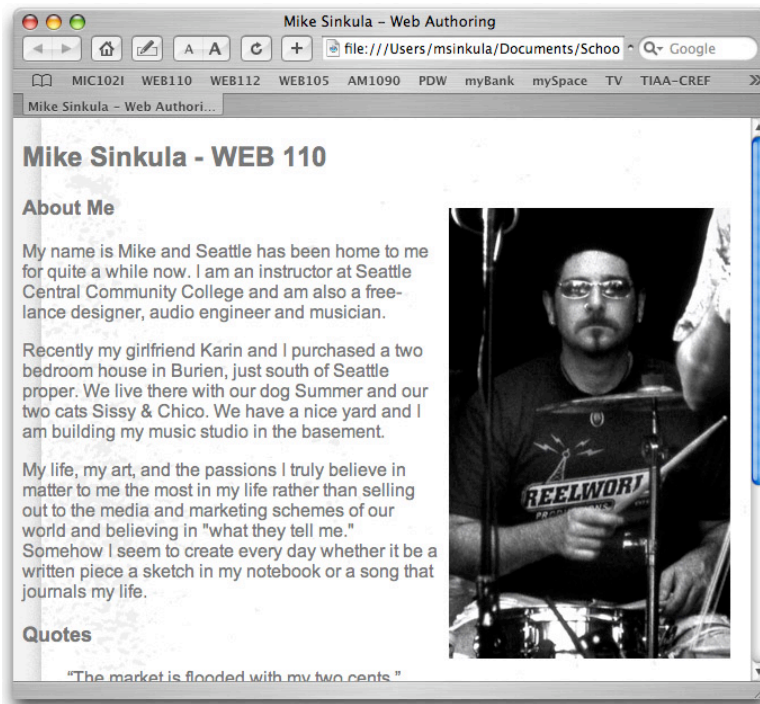 Mike Sinkula – Web Authoring
A A
file:///Users/msinkula/Documents/Schoo
Google
MIC102I WEB110 WEB112 WEB105 AM1090 PDW myBank mySpace TV TIAA-CREF
Mike Sinkula – Web Authori...
Mike Sinkula - WEB 110
About Me
My name is Mike and Seattle has been home to me
for quite a while now. I am an instructor at Seattle
Central Community College and am also a free-
lance designer, audio engineer and musician.
Recently my girlfriend Karin and I purchased a two
bedroom house in Burien, just south of Seattle
proper. We live there with our dog Summer and our
two cats Sissy & Chico. We have a nice yard and I
am building my music studio in the basement.
My life, my art, and the passions I truly believe in
matter to me the most in my life rather than selling
out to the media and marketing schemes of our
world and believing in "what they tell me."
Somehow I seem to create every day whether it be a
written piece a sketch in my notebook or a song that
journals my life.
REELWORL
Quotes
“The market is flooded with my two cents.”